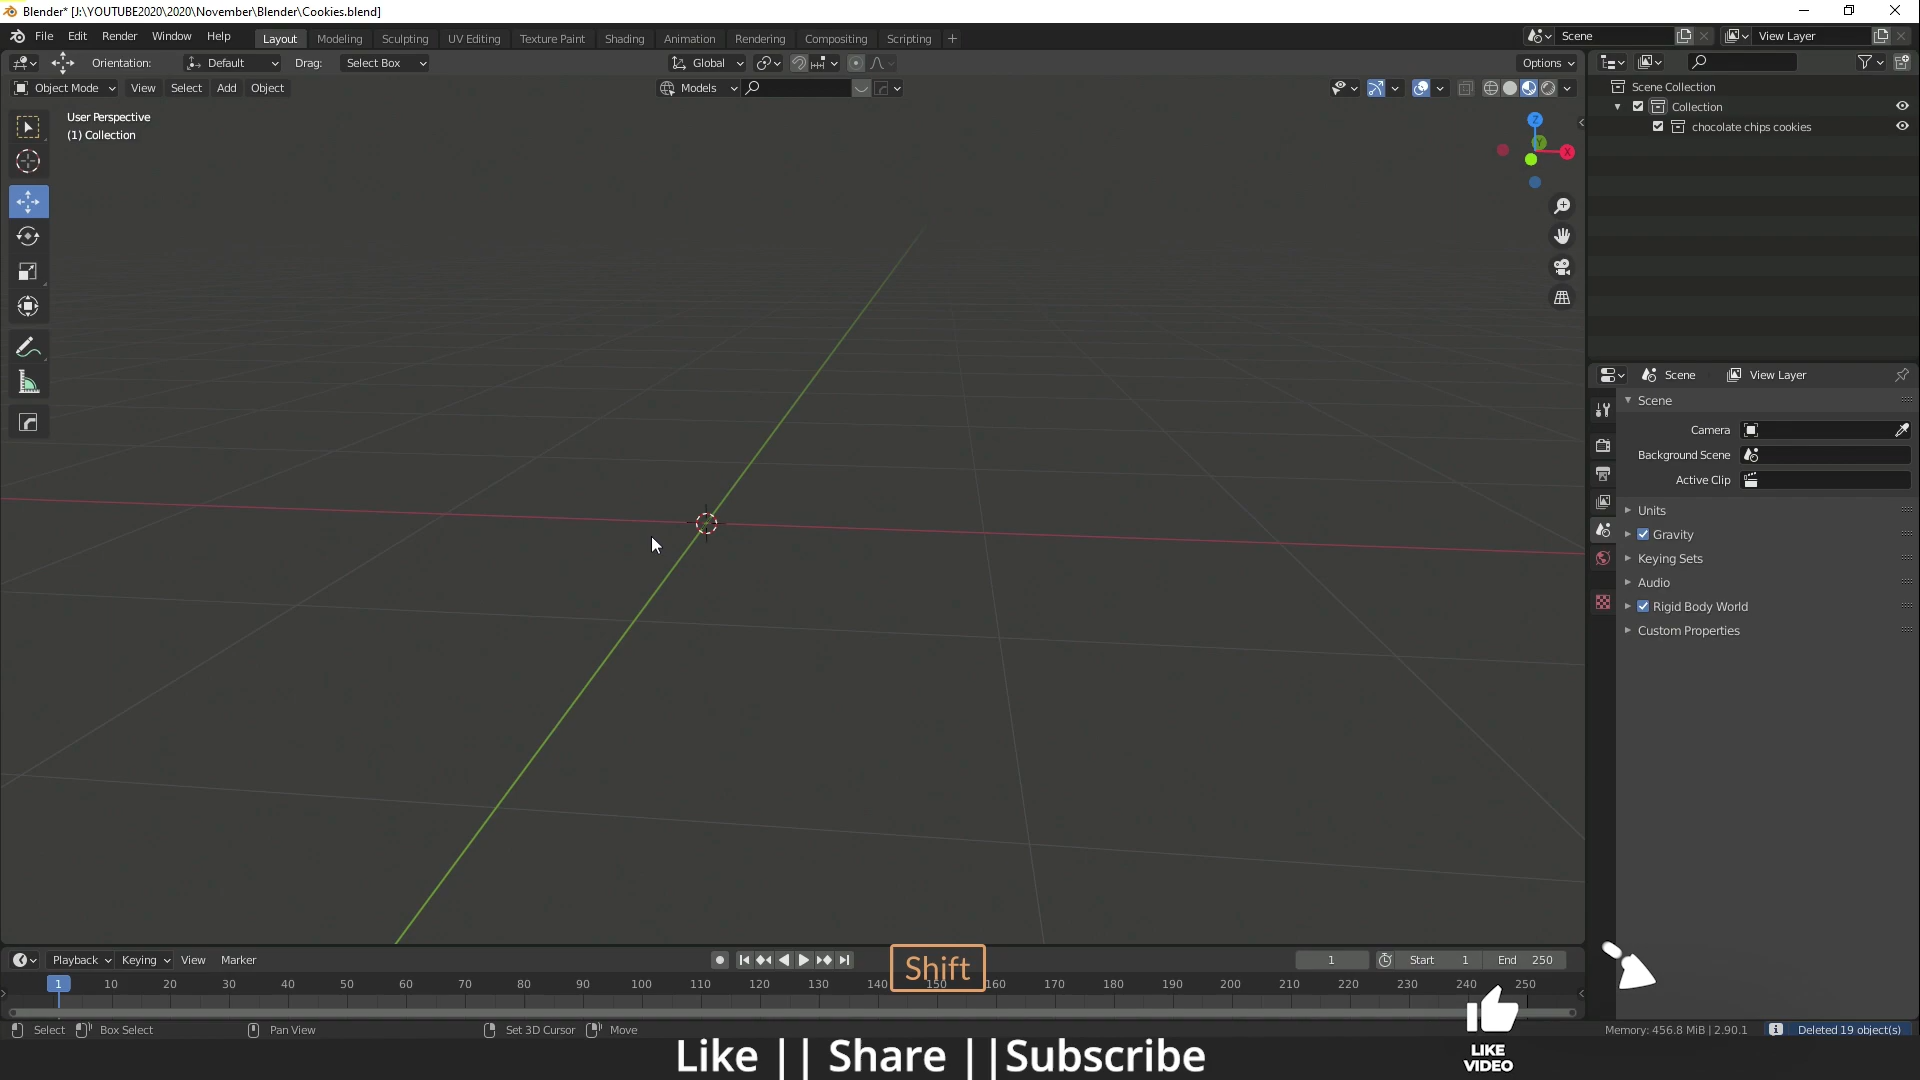 Blender* [J:\YOUTUBE2020\2020\November\Blender\Cookies.blend]
File Edit Render Window Help Layout Modeling Sculpting UV Editing Texture Paint Shading Animation Rendering Compositing Scripting + Scene View Layer
Orientation: Default Drag: Select Box Global Options
Object Mode View Select Add Object Models
User Perspective
(1) Collection
Z
Y
X
Scene Collection
Collection
chocolate chips cookies
Scene View Layer
Scene
Camera
Background Scene
Active Clip
Units
Gravity
Keying Sets
Audio
Rigid Body World
Custom Properties
Playback Keying View Marker 1 Start 1 End 250
Shift
1 10 20 30 40 50 60 70 80 90 100 110 120 130 140 150 160 170 180 190 200 210 220 230 240 250
Select Box Select Pan View Set 3D Cursor Move Memory: 456.8 MiB | 2.90.1 Deleted 19 object(s)
Like || Share ||Subscribe
LIKE
VIDEO